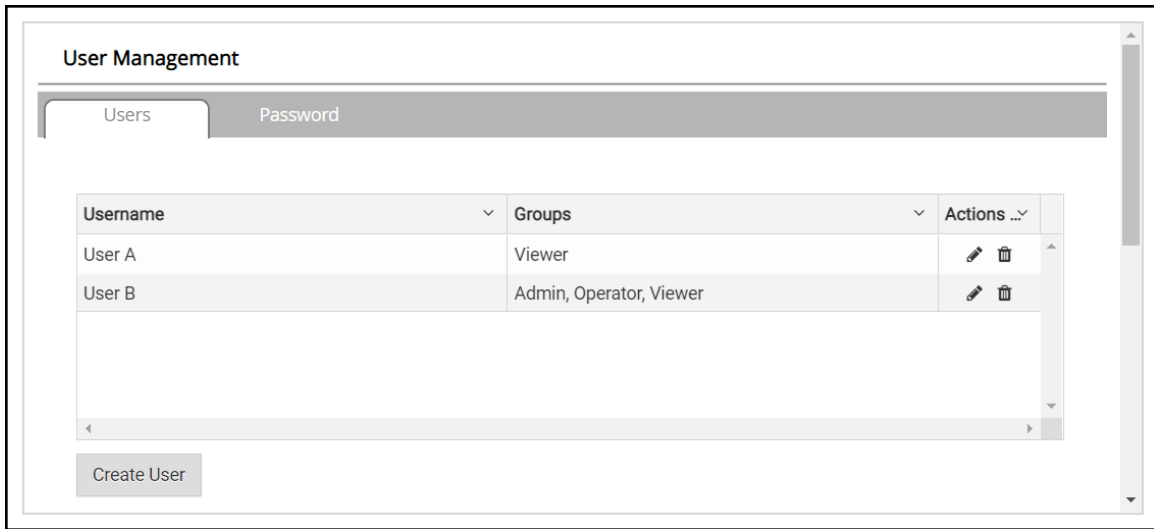 User Management
Users Password
Username Groups Actions ...
User A Viewer
User B Admin, Operator, Viewer
Create User